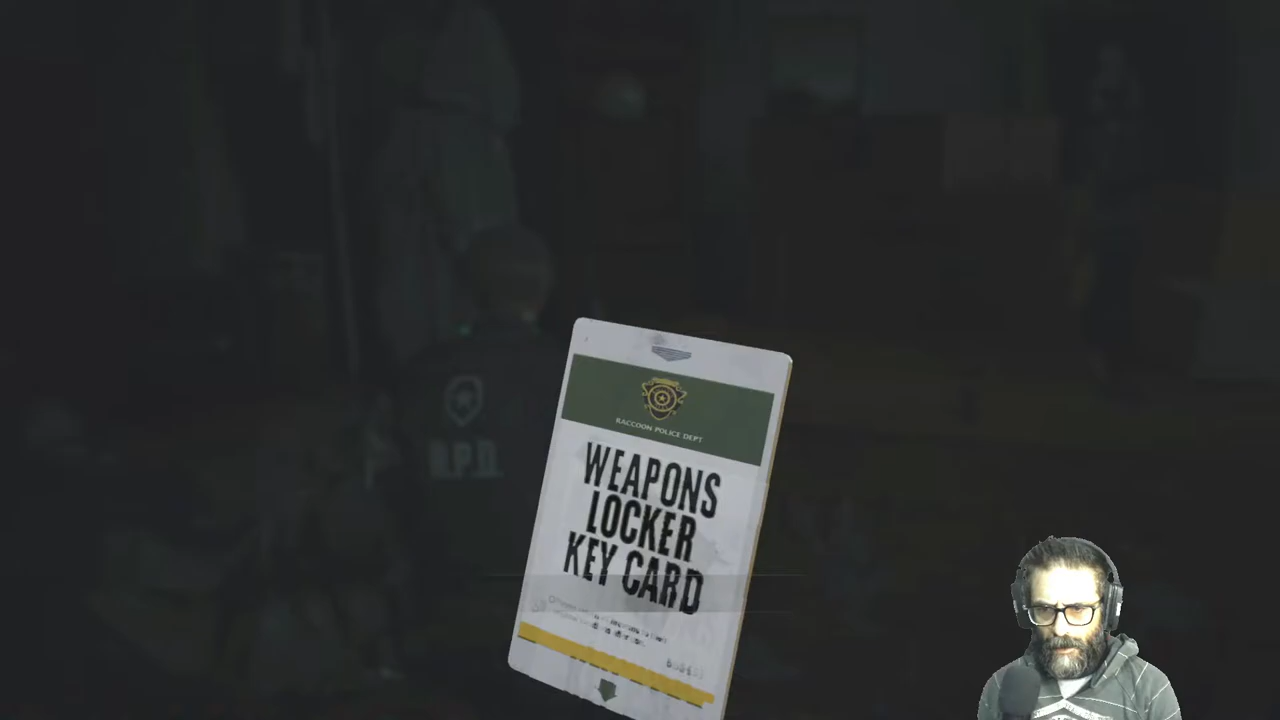 RACCOON POLICE DEPT
WEAPONS
LOCKER
KEY CARD
R.P.D.